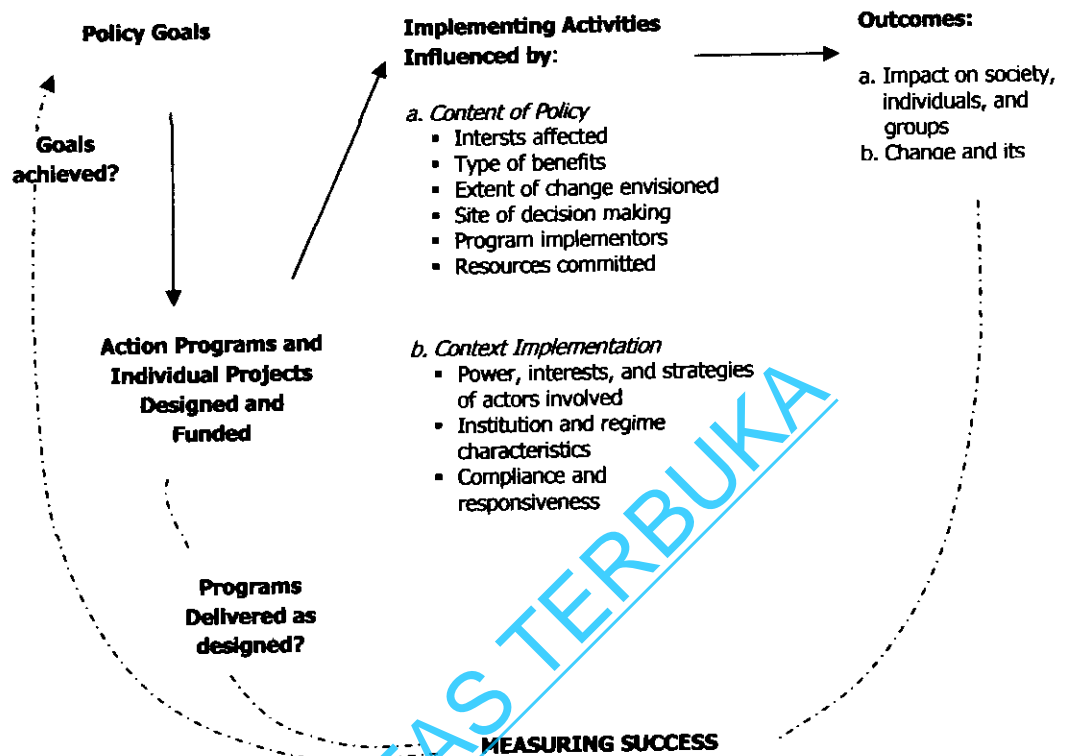 Policy Goals
Goals
achieved?
Action Programs and
Individual Projects
Designed and
Funded
Programs
Delivered as
designed?
Implementing Activities
Influenced by:
a. Content of Policy
▪ Intersts affected
▪ Type of benefits
▪ Extent of change envisioned
▪ Site of decision making
▪ Program implementors
▪ Resources committed
b. Context Implementation
▪ Power, interests, and strategies
of actors involved
▪ Institution and regime
characteristics
▪ Compliance and
responsiveness
Outcomes:
a. Impact on society,
individuals, and
groups
b. Change and its
MEASURING SUCCESS
AS TERBUKA